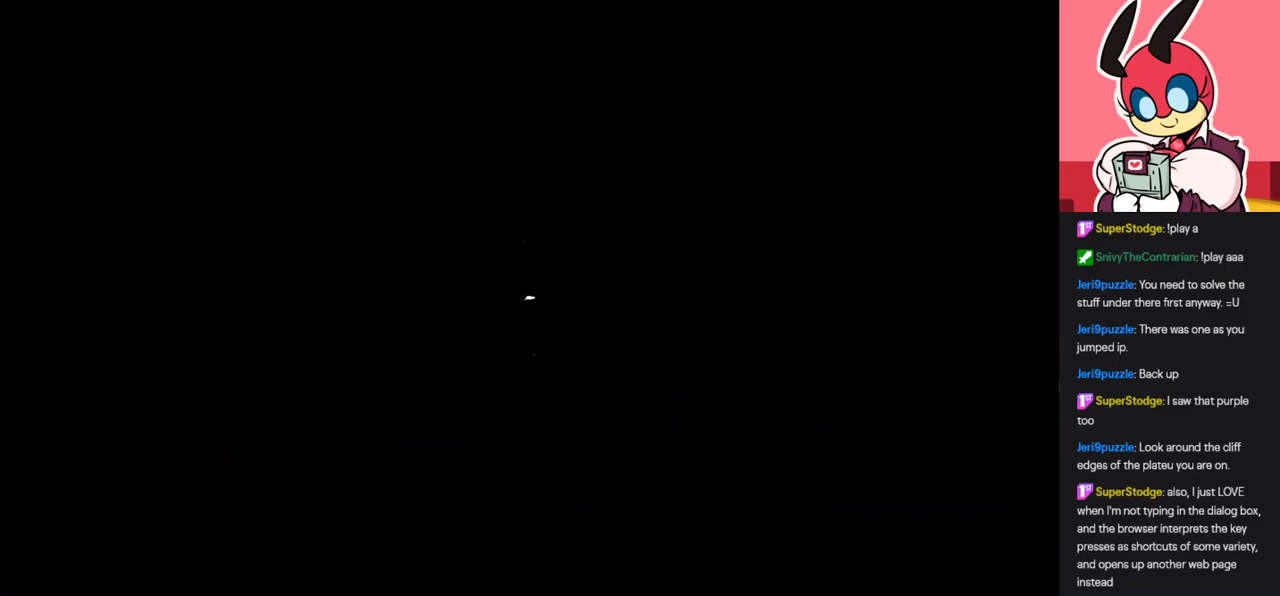 SuperStodge: !play a
SnivyTheContrarian: !play aaa
Jeri9puzzle: You need to solve the
stuff under there first anyway. =U
Jeri9puzzle: There was one as you
jumped ip.
Jeri9puzzle: Back up
SuperStodge: I saw that purple
too
Jeri9puzzle: Look around the cliff
edges of the plateu you are on.
SuperStodge: also, I just LOVE
when I'm not typing in the dialog box,
and the browser interprets the key
presses as shortcuts of some variety,
and opens up another web page
instead